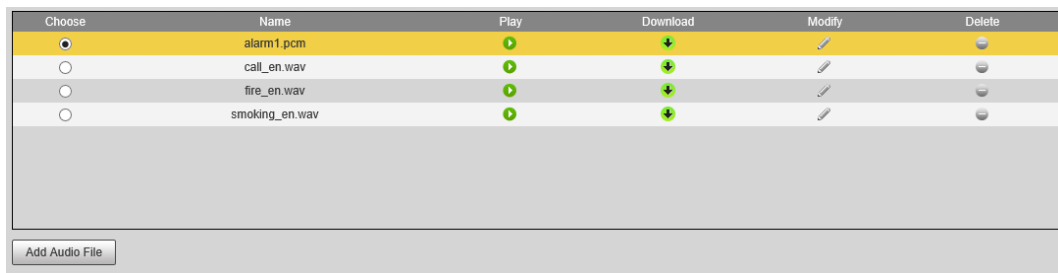 Choose Name Play Download Modify Delete
alarm1.pcm
call_en.wav
fire_en.wav
smoking_en.wav
Add Audio File